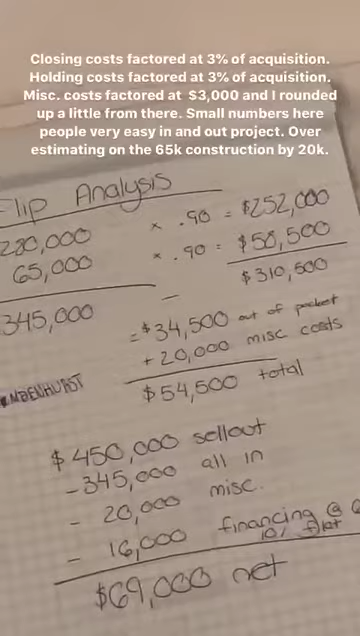 Closing costs factored at 3% of acquisition.
Holding costs factored at 3% of acquisition.
Misc. costs factored at $3,000 and I rounded
up a little from there. Small numbers here
people very easy in and out project. Over
estimating on the 65k construction by 20k.
Flip Analysis
280,000 x .90 = $252,000
65,000 x .90 = $58,500
$310,500
345,000 — = $34,500 out of pocket
+ 20,000 misc costs
$54,500 total
$450,000 sellout
- 345,000 all in
- 20,000 misc.
- 16,000 financing @
10% flat
$69,000 net